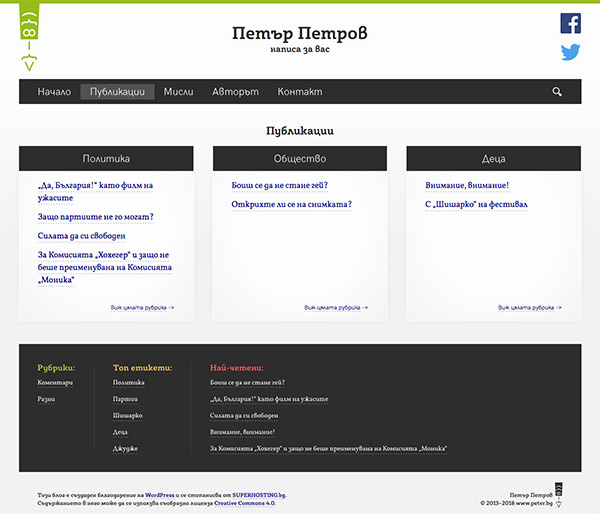 Петър Петров
написа за вас
Начало Публикации Мисли Авторът Контакт
Публикации
Политика
„Да, България!“ като филм на
ужасите
Защо партиите не го могат?
Силата да си свободен
За Комисията „Хохегер“ и защо не
беше преименувана на Комисията
„Моника“
Виж цялата рубрика ->
Общество
Боиш се да не стане гей?
Открихте ли се на снимката?
Виж цялата рубрика ->
Деца
Внимание, внимание!
С „Шишарко“ на фестивал
Виж цялата рубрика ->
Рубрики:
Коментари
Разни
Топ етикети:
Политика
Партии
Шишарко
Деца
Джудже
Най-четени:
Боиш се да не стане гей?
„Да, България!“ като филм на ужасите
Силата да си свободен
Внимание, внимание!
За Комисията „Хохегер“ и защо не беше преименувана на Комисията „Моника“
Този блог е създаден благодарение на WordPress и се стопанисва от SUPERHOSTING.bg.
Съдържанието в него може да се използва съобразно лиценза Creative Commons 4.0.
Петър Петров
© 2013-2018 www.peter.bg